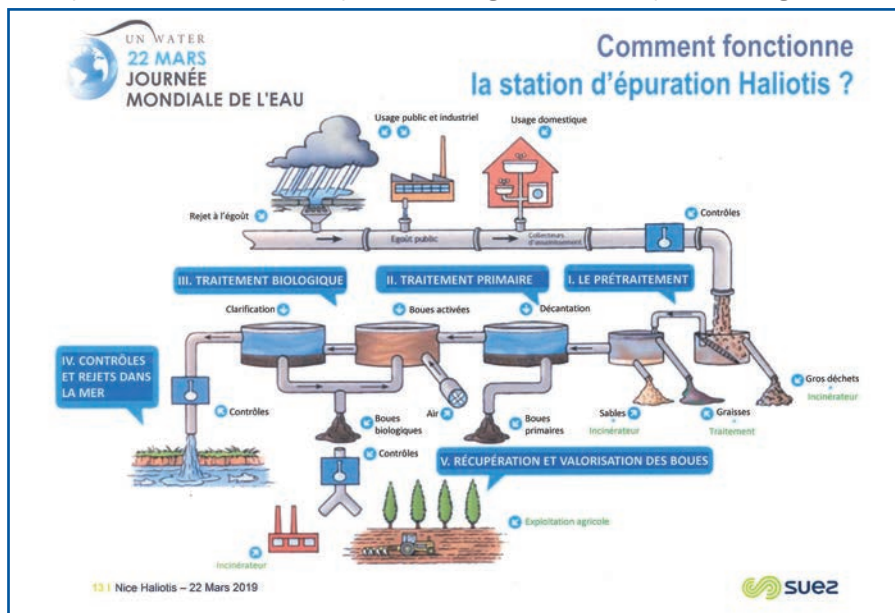 UN WATER
22 MARS
JOURNÉE
MONDIALE DE L'EAU
Comment fonctionne
la station d'épuration Haliotis ?
Usage public et industriel
Usage domestique
Rejet à l'égoût
Contrôles
Egoût public
Collecteurs
d'assainissement
III. TRAITEMENT BIOLOGIQUE
II. TRAITEMENT PRIMAIRE
I. LE PRÉTRAITEMENT
Clarification
Boues activées
Décantation
IV. CONTRÔLES
ET REJETS DANS
LA MER
Contrôles
Boues
biologiques
Air
Boues
primaires
Sables
Incinérateur
Graisses
Traitement
Gros déchets
Incinérateur
Contrôles
V. RÉCUPÉRATION ET VALORISATION DES BOUES
Incinérateur
Exploitation agricole
13 I Nice Haliotis – 22 Mars 2019
suez